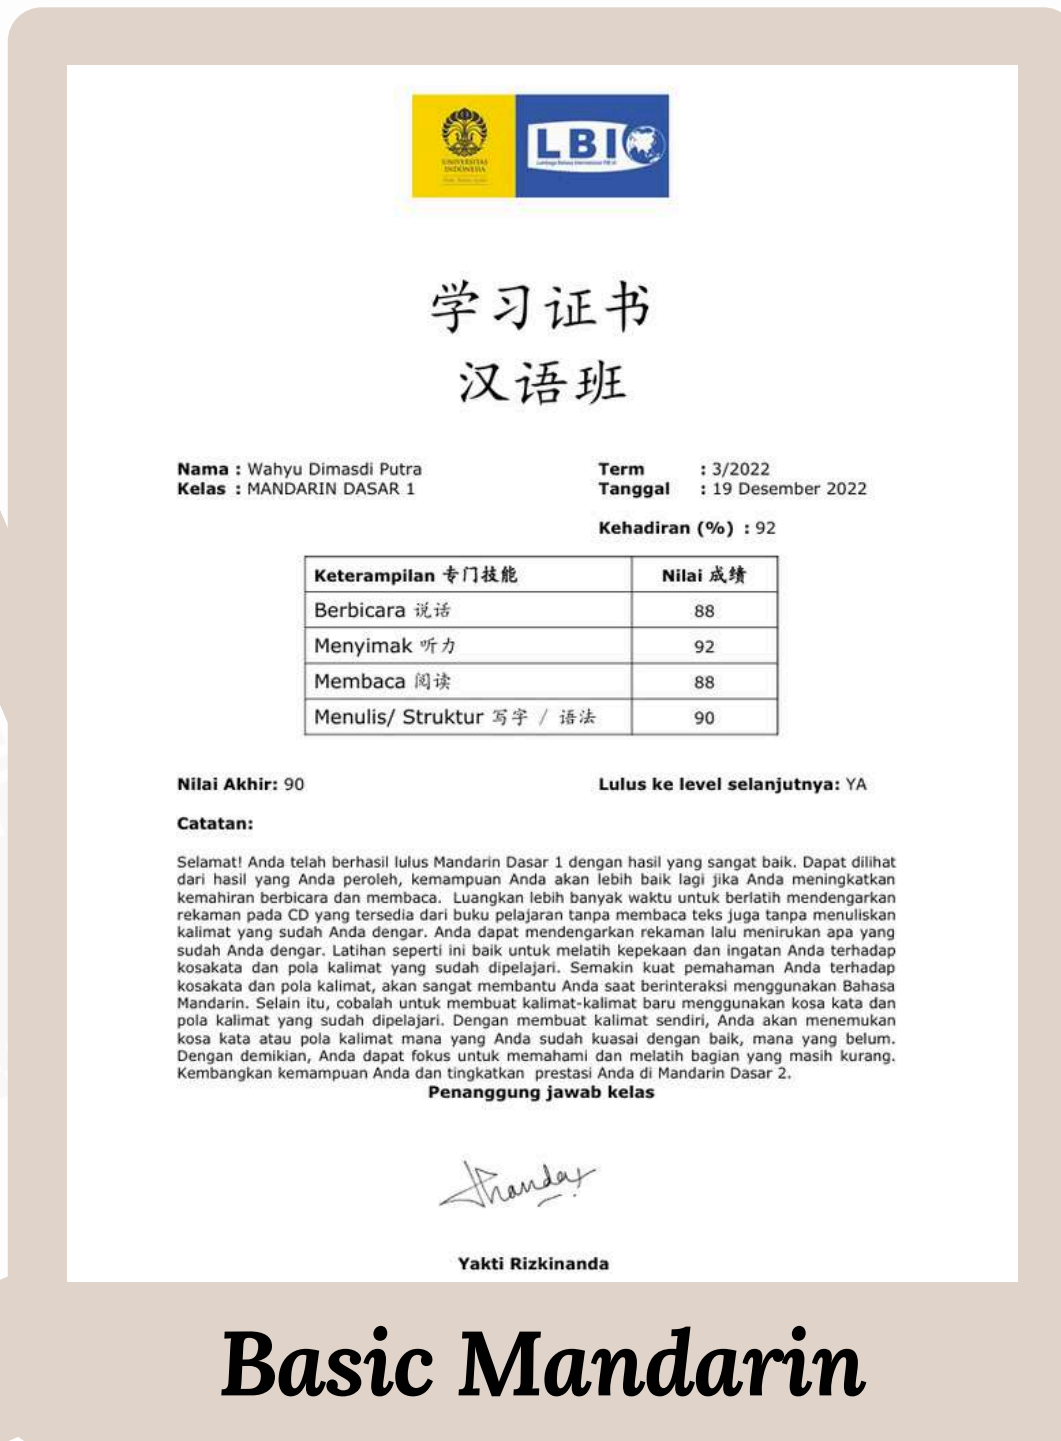 UNIVERSITAS
INDONESIA
LBI
Lembaga Bahasa Internasional FIB UI
学习证书
汉语班
Nama : Wahyu Dimasdi Putra
Kelas : MANDARIN DASAR 1
Term : 3/2022
Tanggal : 19 Desember 2022
Kehadiran (%) : 92
Keterampilan 专门技能 Nilai 成绩
Berbicara 说话 88
Menyimak 听力 92
Membaca 阅读 88
Menulis/ Struktur 写字 / 语法 90
Nilai Akhir: 90 Lulus ke level selanjutnya: YA
Catatan:
Selamat! Anda telah berhasil lulus Mandarin Dasar 1 dengan hasil yang sangat baik. Dapat dilihat
dari hasil yang Anda peroleh, kemampuan Anda akan lebih baik lagi jika Anda meningkatkan
kemahiran berbicara dan membaca. Luangkan lebih banyak waktu untuk berlatih mendengarkan
rekaman pada CD yang tersedia dari buku pelajaran tanpa membaca teks juga tanpa menuliskan
kalimat yang sudah Anda dengar. Anda dapat mendengarkan rekaman lalu menirukan apa yang
sudah Anda dengar. Latihan seperti ini baik untuk melatih kepekaan dan ingatan Anda terhadap
kosakata dan pola kalimat yang sudah dipelajari. Semakin kuat pemahaman Anda terhadap
kosakata dan pola kalimat, akan sangat membantu Anda saat berinteraksi menggunakan Bahasa
Mandarin. Selain itu, cobalah untuk membuat kalimat-kalimat baru menggunakan kosa kata dan
pola kalimat yang sudah dipelajari. Dengan membuat kalimat sendiri, Anda akan menemukan
kosa kata atau pola kalimat mana yang Anda sudah kuasai dengan baik, mana yang belum.
Dengan demikian, Anda dapat fokus untuk memahami dan melatih bagian yang masih kurang.
Kembangkan kemampuan Anda dan tingkatkan prestasi Anda di Mandarin Dasar 2.
Penanggung jawab kelas
Yakti Rizkinanda
Basic Mandarin